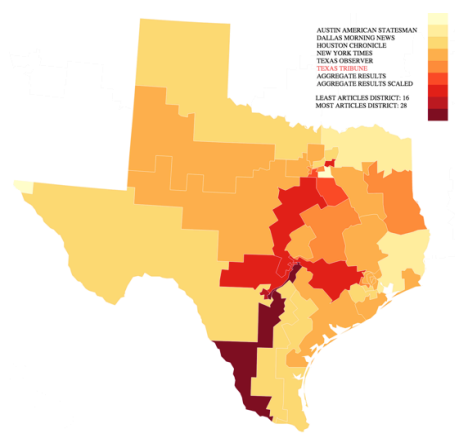 AUSTIN AMERICAN STATESMAN
DALLAS MORNING NEWS
HOUSTON CHRONICLE
NEW YORK TIMES
TEXAS OBSERVER
TEXAS TRIBUNE
AGGREGATE RESULTS
AGGREGATE RESULTS SCALED
LEAST ARTICLES DISTRICT: 16
MOST ARTICLES DISTRICT: 28